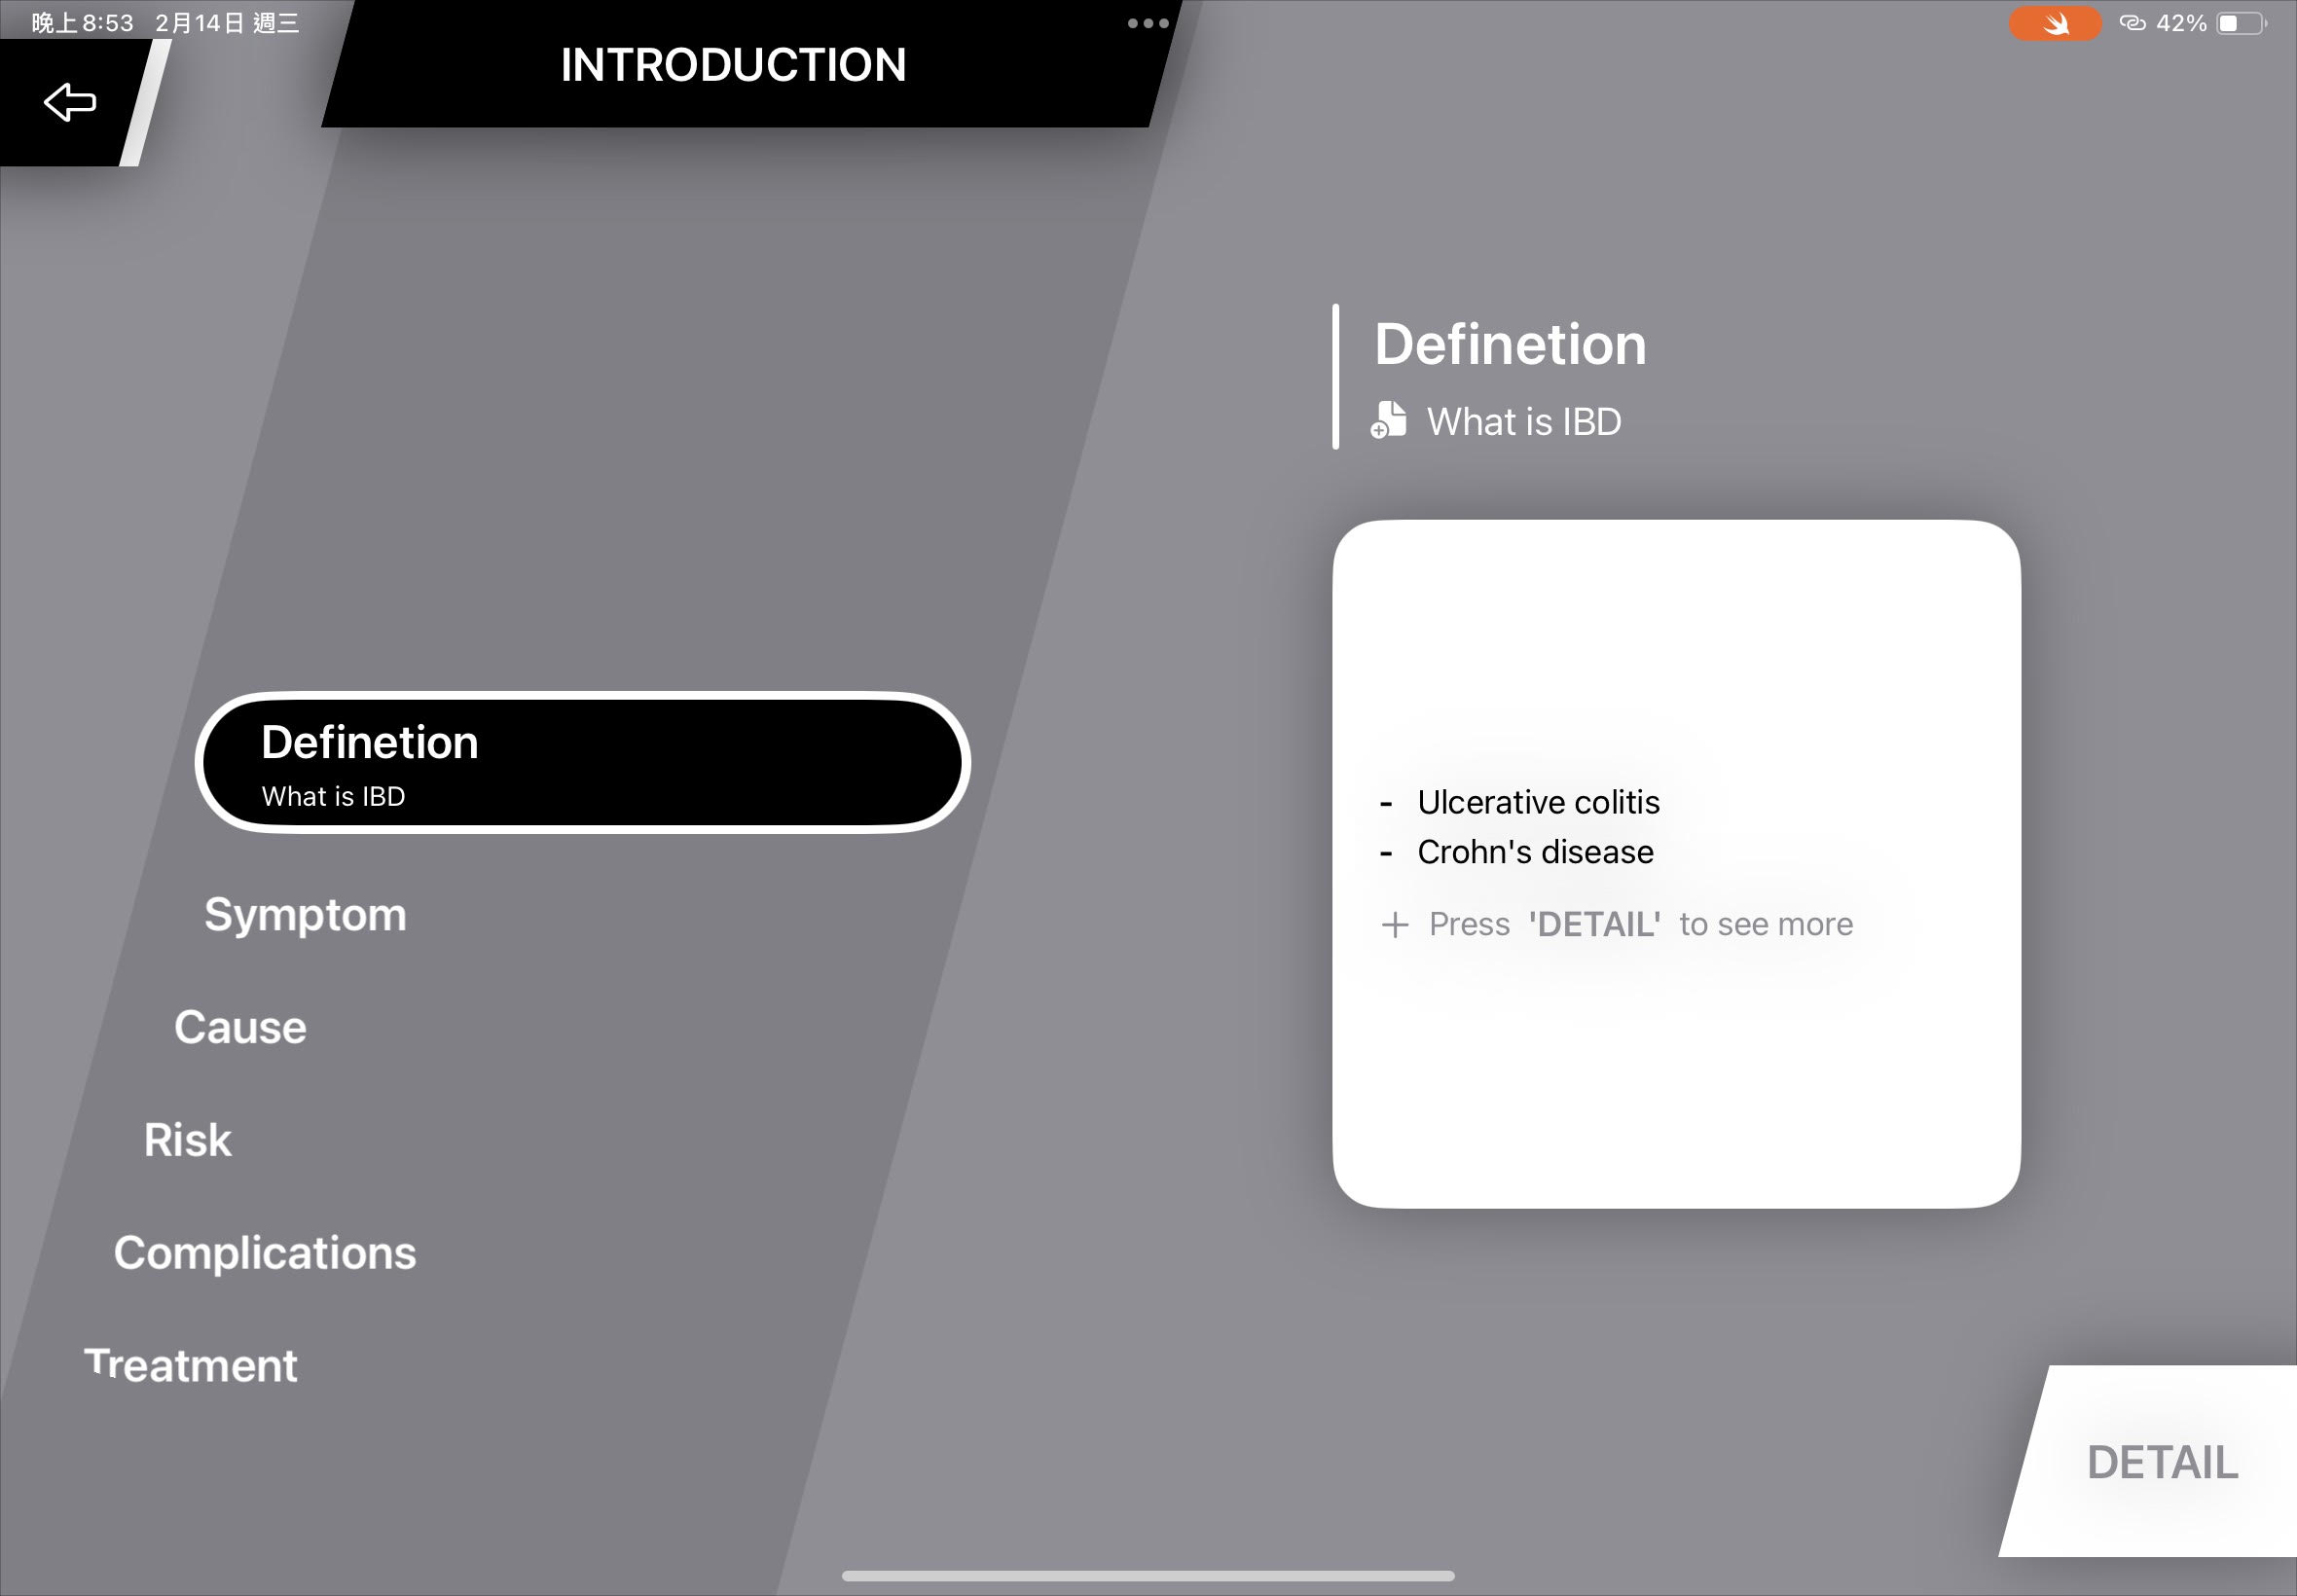 晚上8:53 2月14日 週三
42%
INTRODUCTION
Definetion
What is IBD
Symptom
Cause
Risk
Complications
Treatment
Definetion
What is IBD
- Ulcerative colitis
- Crohn's disease
+ Press 'DETAIL' to see more
DETAIL